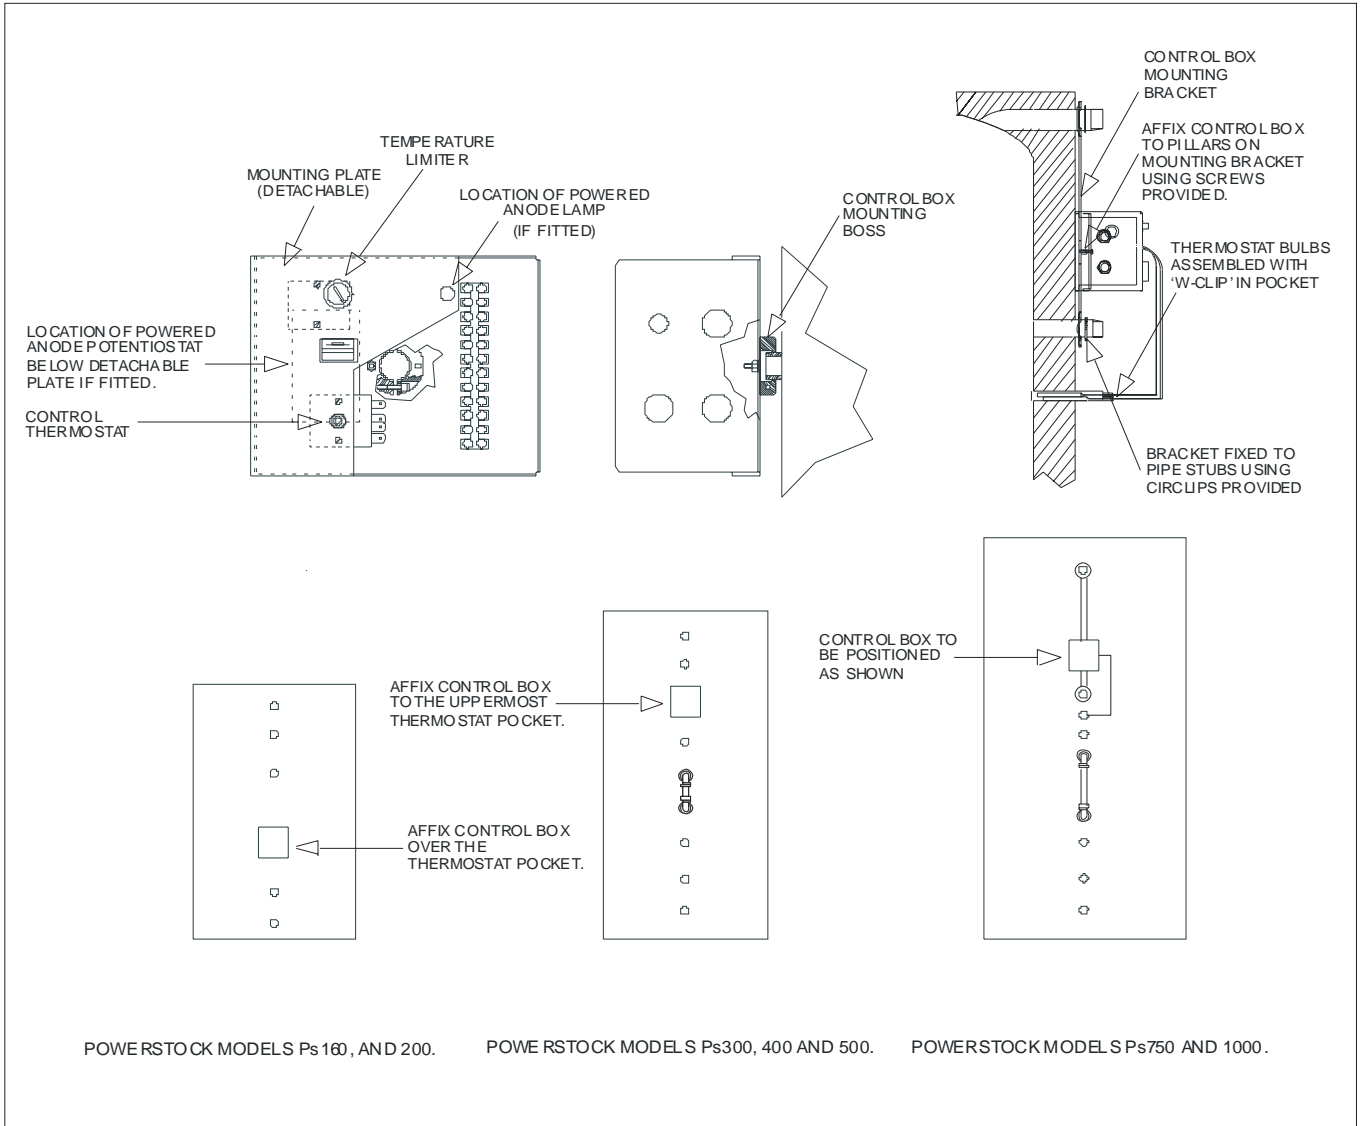 CONTROL BOX
MOUNTING
BRACKET
AFFIX CONTROL BOX
TO PILLARS ON
MOUNTING BRACKET
USING SCREWS
PROVIDED.
TEMPERATURE
LIMITER
MOUNTING PLATE
(DETACHABLE)
LOCATION OF POWERED
ANODE LAMP
(IF FITTED)
CONTROL BOX
MOUNTING
BOSS
THERMOSTAT BULBS
ASSEMBLED WITH
‘W-CLIP’ IN POCKET
LOCATION OF POWERED
ANODE POTENTIOSTAT
BELOW DETACHABLE
PLATE IF FITTED.
CONTROL
THERMOSTAT
BRACKET FIXED TO
PIPE STUBS USING
CIRCLIPS PROVIDED
CONTROL BOX TO
BE POSITIONED
AS SHOWN
AFFIX CONTROL BOX
TO THE UPPERMOST
THERMOSTAT POCKET.
AFFIX CONTROL BOX
OVER THE
THERMOSTAT POCKET.
POWERSTOCK MODELS Ps160, AND 200.
POWERSTOCK MODELS Ps300, 400 AND 500.
POWERSTOCK MODELS Ps750 AND 1000.